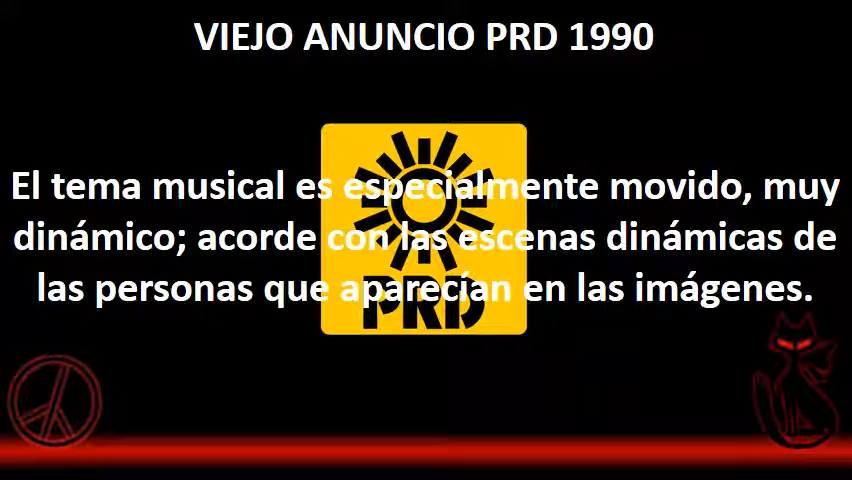 VIEJO ANUNCIO PRD 1990
El tema musical es especialmente movido, muy
dinámico; acorde con las escenas dinámicas de
las personas que aparecían en las imágenes.
PRD